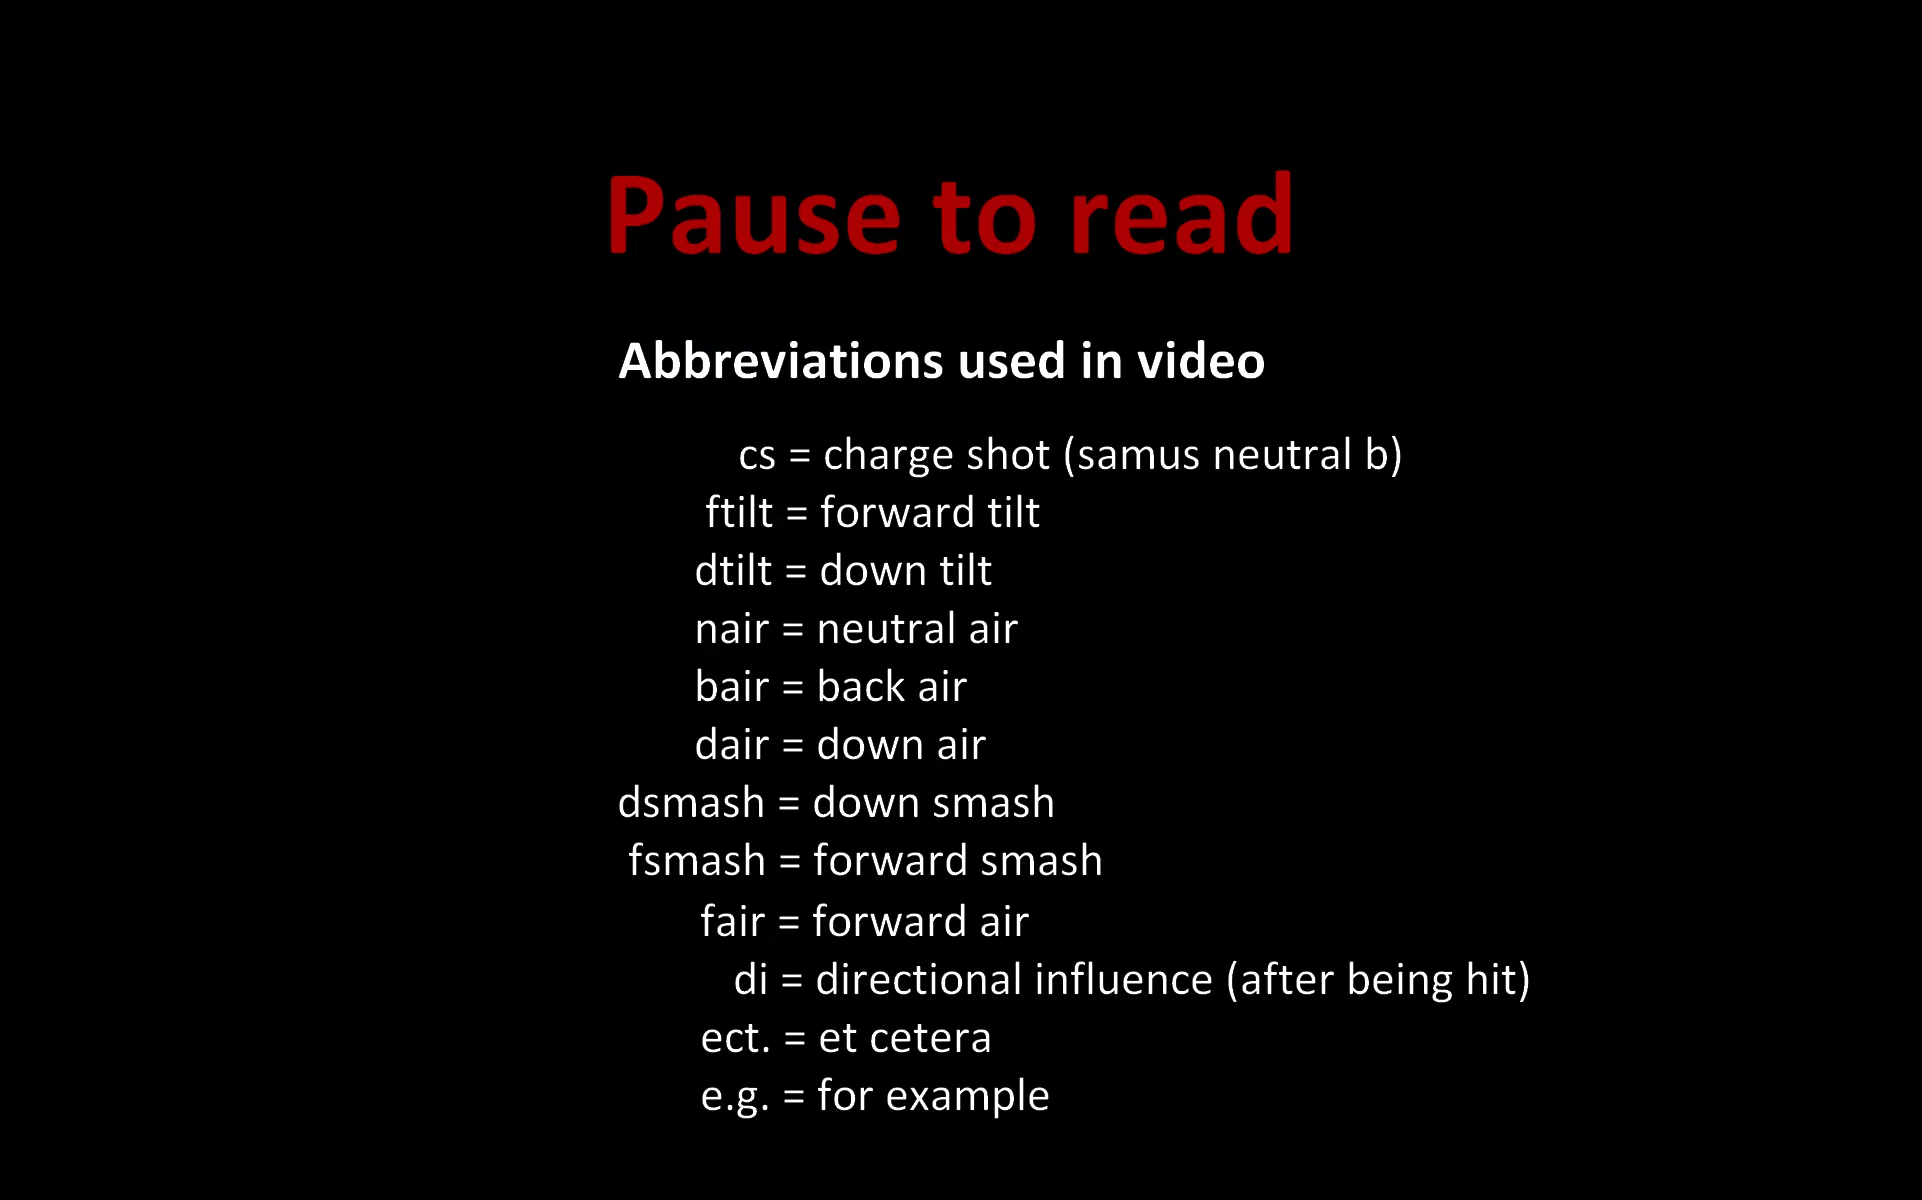 Pause to read
Abbreviations used in video
cs = charge shot (samus neutral b)
ftilt = forward tilt
dtilt = down tilt
nair = neutral air
bair = back air
dair = down air
dsmash = down smash
fsmash = forward smash
fair = forward air
di = directional influence (after being hit)
ect. = et cetera
e.g. = for example